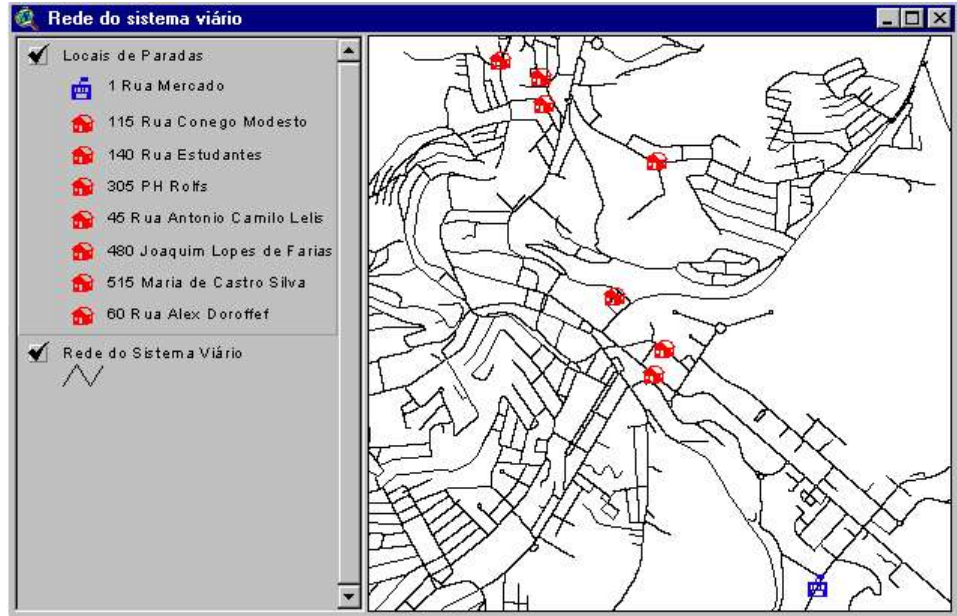 Rede do sistema viário
Locais de Paradas
1 Rua Mercado
115 Rua Conego Modesto
140 Rua Estudantes
305 PH Rolfs
45 Rua Antonio Camilo Lelis
480 Joaquim Lopes de Farias
515 Maria de Castro Silva
60 Rua Alex Doroffef
Rede do Sistema Viário